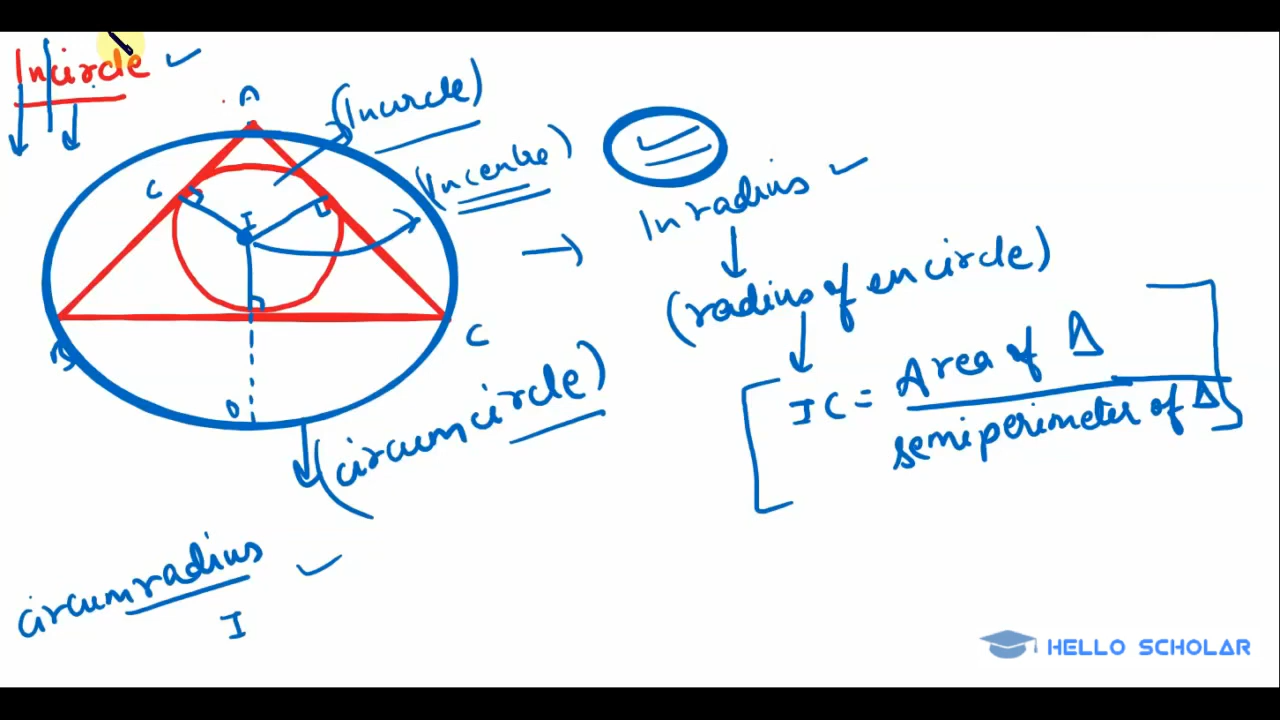 Incircle
A
(Incircle)
(Incentre)
C
I
Inradius
(radius of encircle)
B
C
IC = Area of Δ
semiperimeter of Δ
D
(circumcircle)
circumradius
I
HELLO SCHOLAR